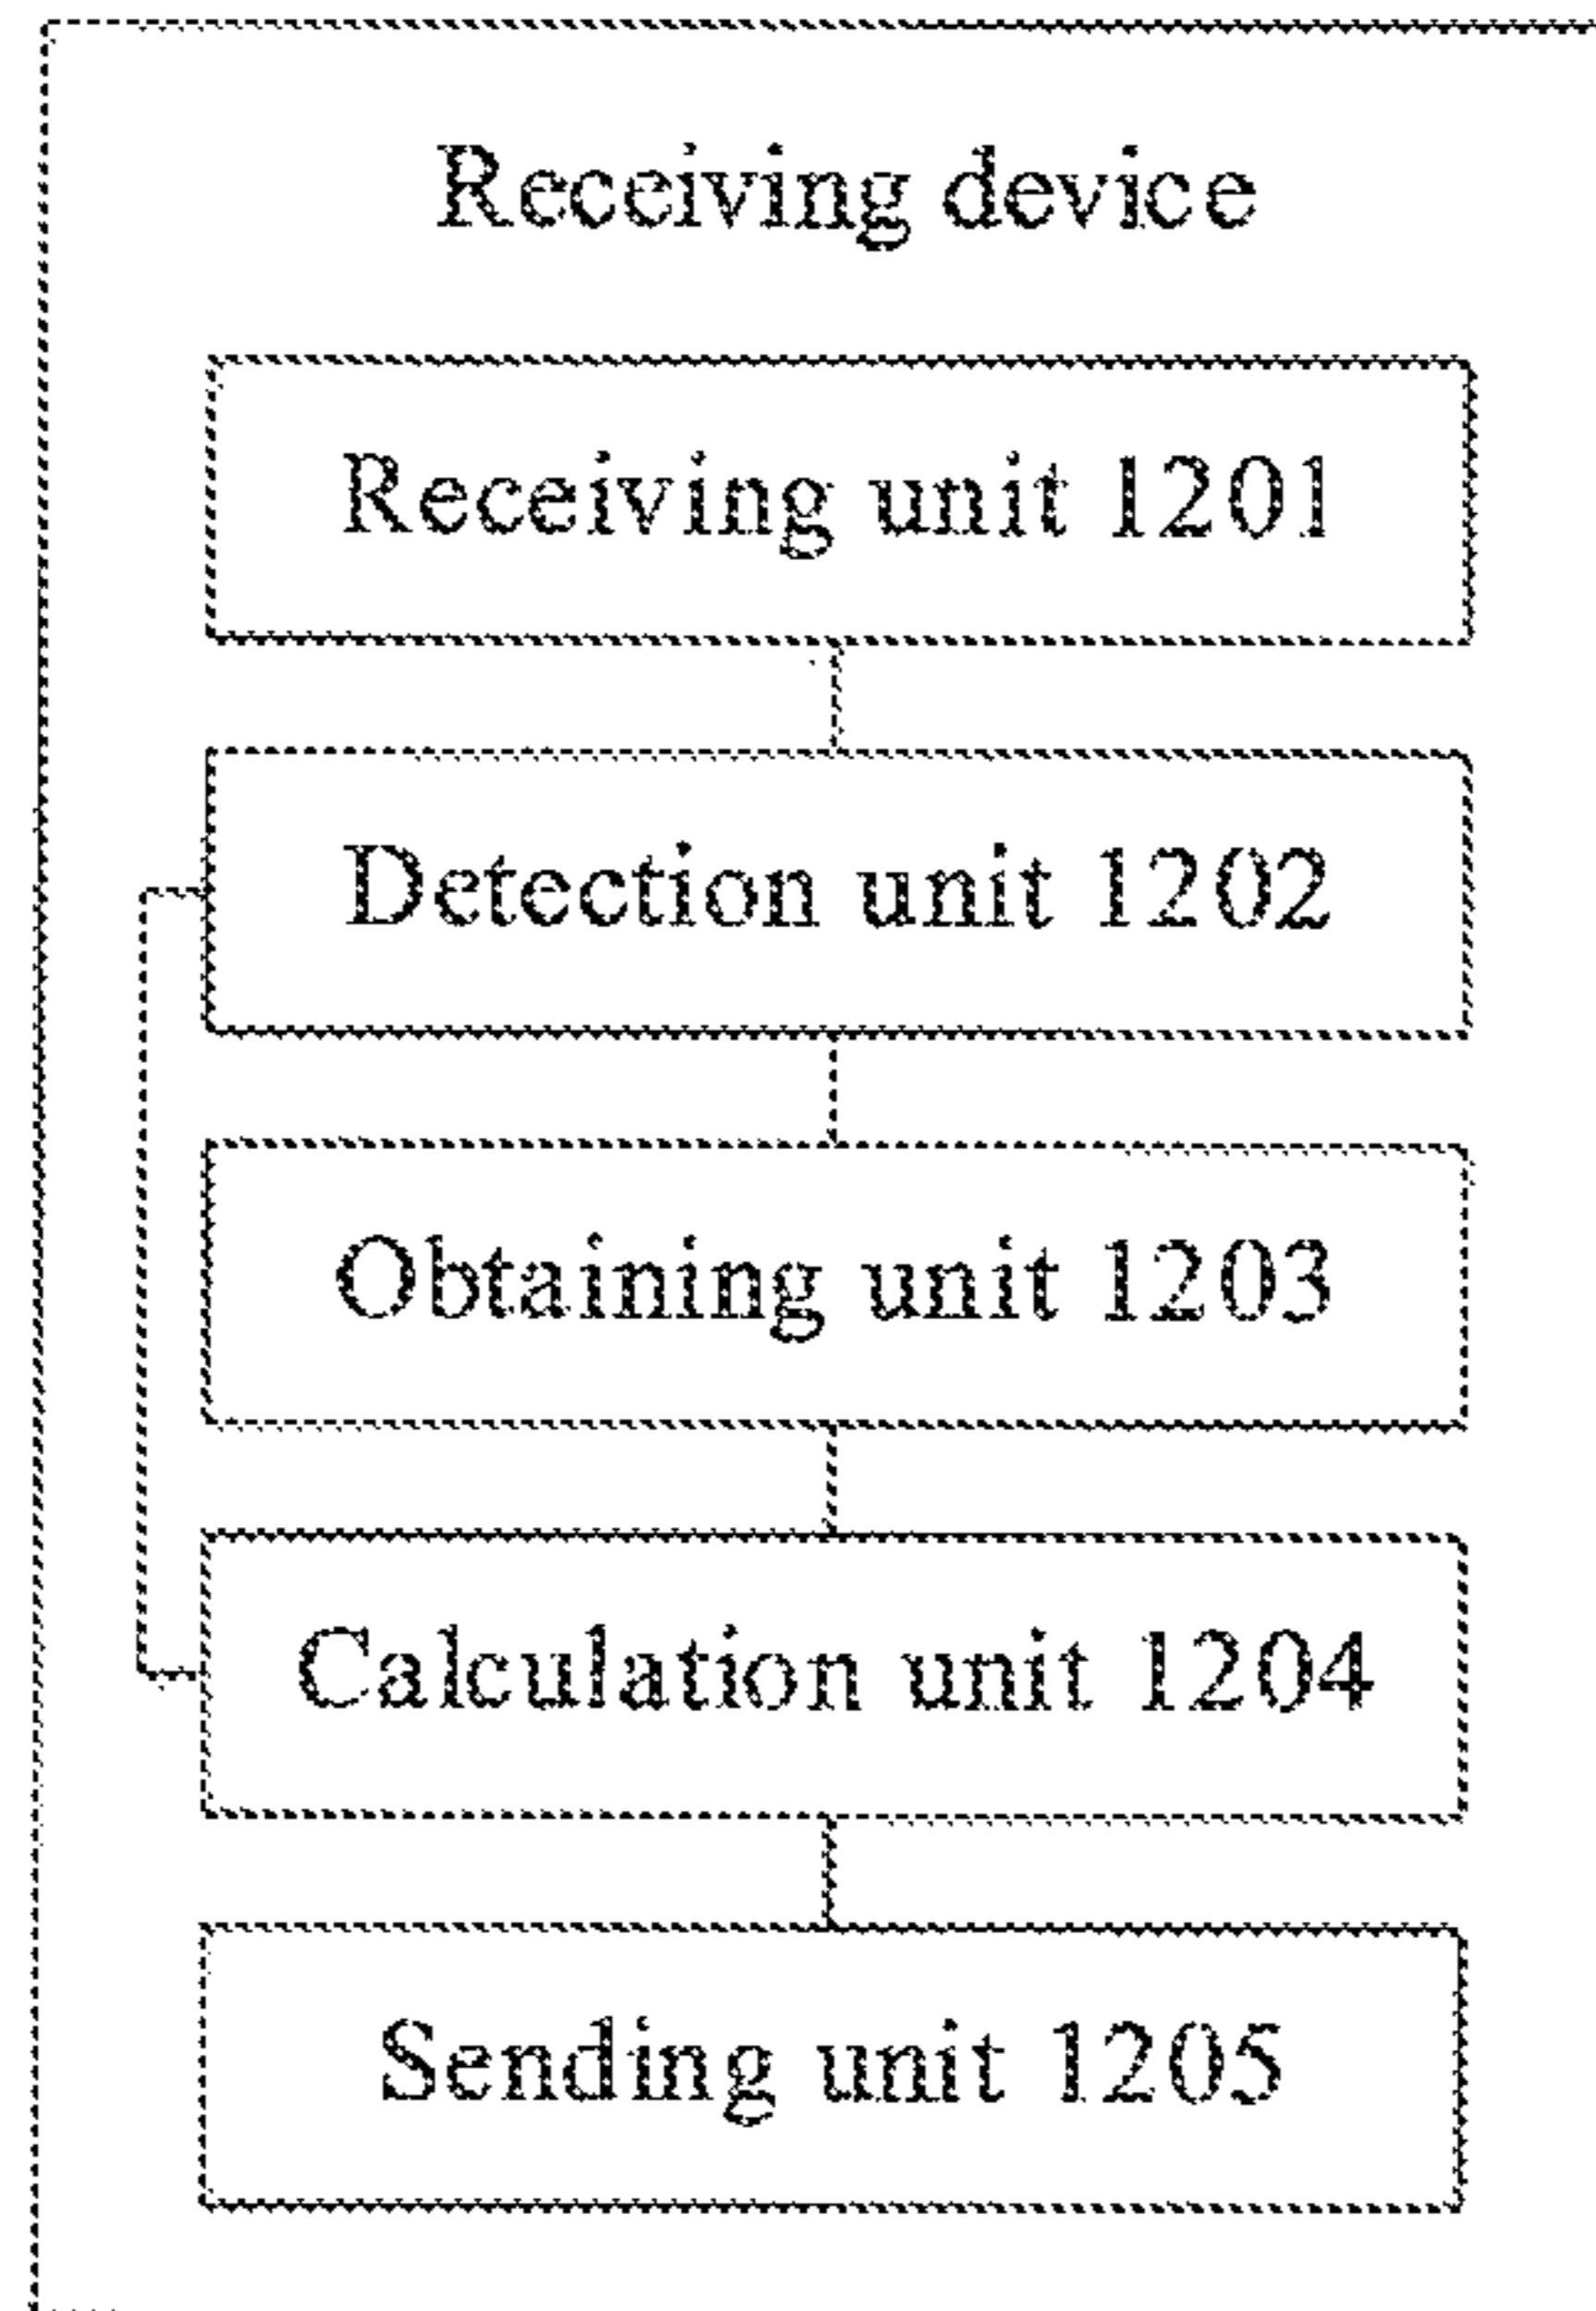 Receiving device
Receiving unit 1201
Detection unit 1202
Obtaining unit 1203
Calculation unit 1204
Sending unit 1205